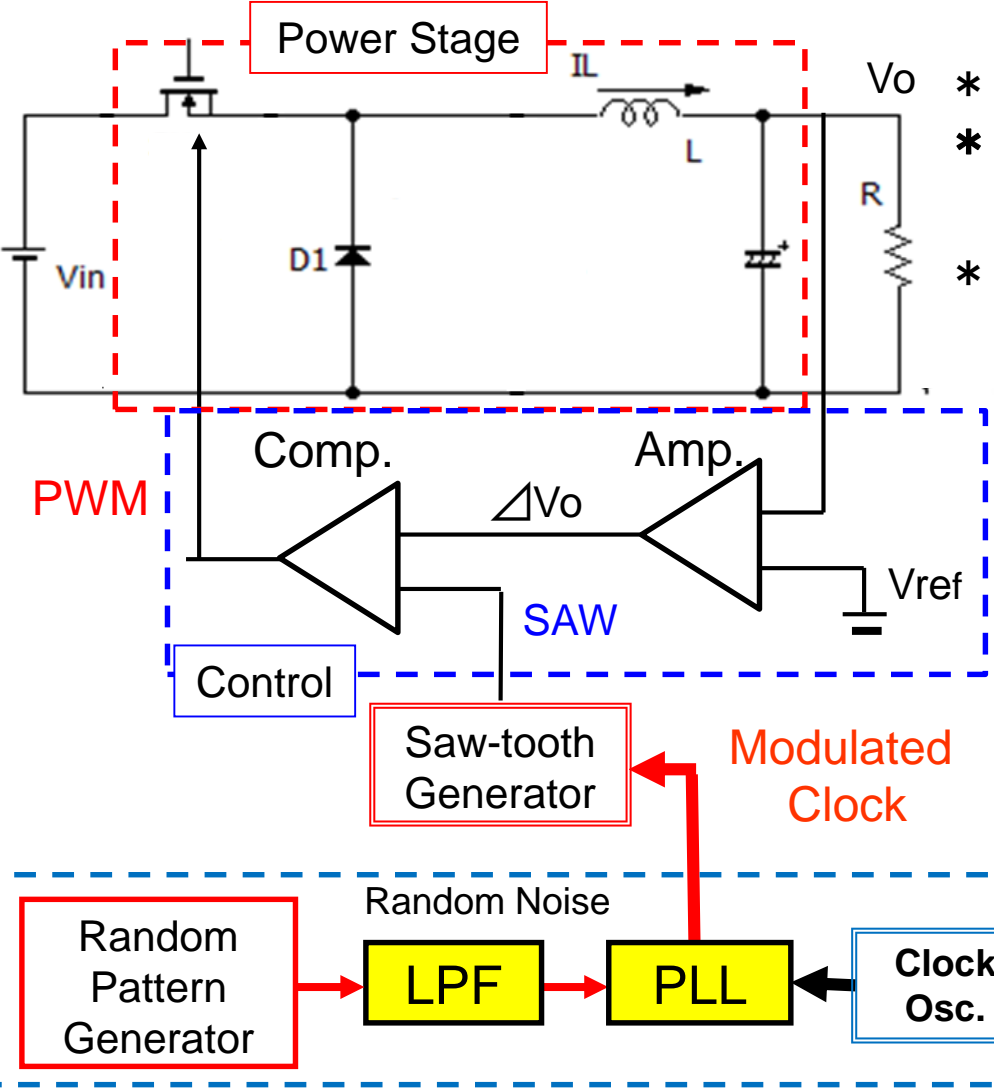 Power Stage
IL
Vo *
*
L
R
D1
Vin
*
Comp.
Amp.
PWM
⊿Vo
Vref
SAW
Control
Saw-tooth
Generator
Modulated
Clock
Random Noise
Random
Pattern
Generator
LPF
PLL
Clock
Osc.